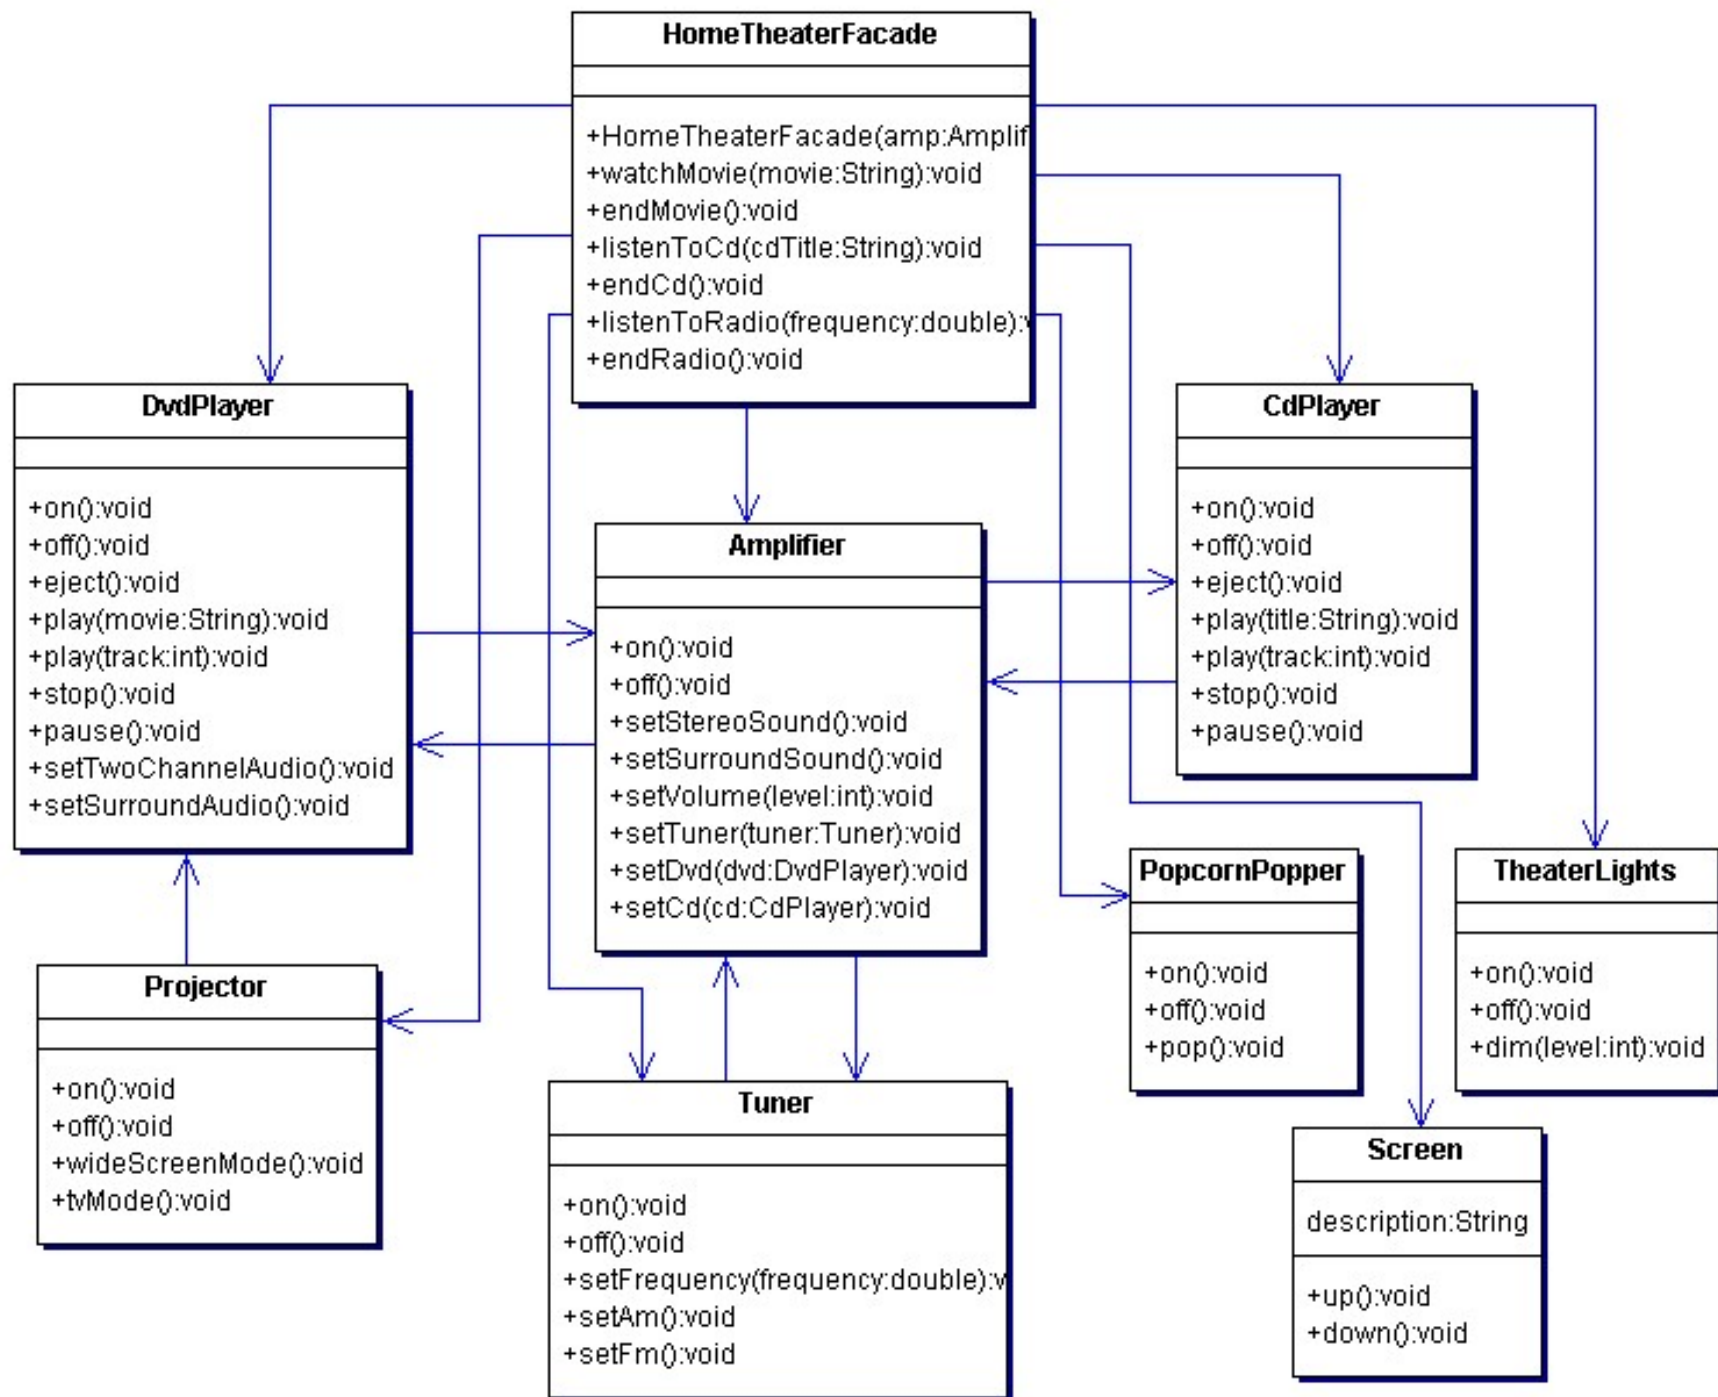 HomeTheaterFacade
+HomeTheaterFacade(amp:Amplif
+watchMovie(movie:String):void
+endMovie():void
+listenToCd(cdTitle:String):void
+endCd():void
+listenToRadio(frequency:double):v
+endRadio():void
DvdPlayer
+on():void
+off():void
+eject():void
+play(movie:String):void
+play(track:int):void
+stop():void
+pause():void
+setTwoChannelAudio():void
+setSurroundAudio():void
Amplifier
+on():void
+off():void
+setStereoSound():void
+setSurroundSound():void
+setVolume(level:int):void
+setTuner(tuner:Tuner):void
+setDvd(dvd:DvdPlayer):void
+setCd(cd:CdPlayer):void
CdPlayer
+on():void
+off():void
+eject():void
+play(title:String):void
+play(track:int):void
+stop():void
+pause():void
Projector
+on():void
+off():void
+wideScreenMode():void
+tvMode():void
Tuner
+on():void
+off():void
+setFrequency(frequency:double):v
+setAm():void
+setFm():void
PopcornPopper
+on():void
+off():void
+pop():void
TheaterLights
+on():void
+off():void
+dim(level:int):void
Screen
description:String
+up():void
+down():void